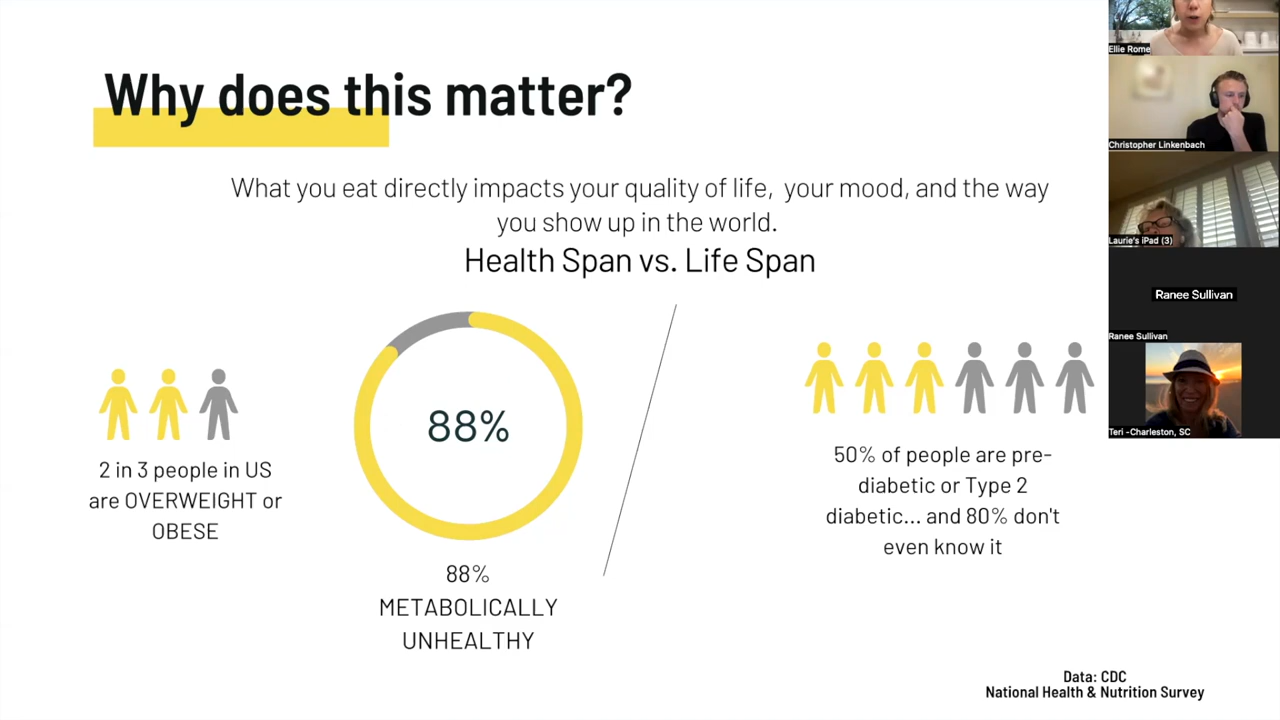 Why does this matter?
What you eat directly impacts your quality of life, your mood, and the way
you show up in the world.
Health Span vs. Life Span
2 in 3 people in US
are OVERWEIGHT or
OBESE
88%
88%
METABOLICALLY
UNHEALTHY
50% of people are pre-
diabetic or Type 2
diabetic... and 80% don't
even know it
Data: CDC
National Health & Nutrition Survey
Ellie Rome
Christopher Linkenbach
Laurie's iPad (3)
Ranee Sullivan
Ranee Sullivan
Teri -Charleston, SC